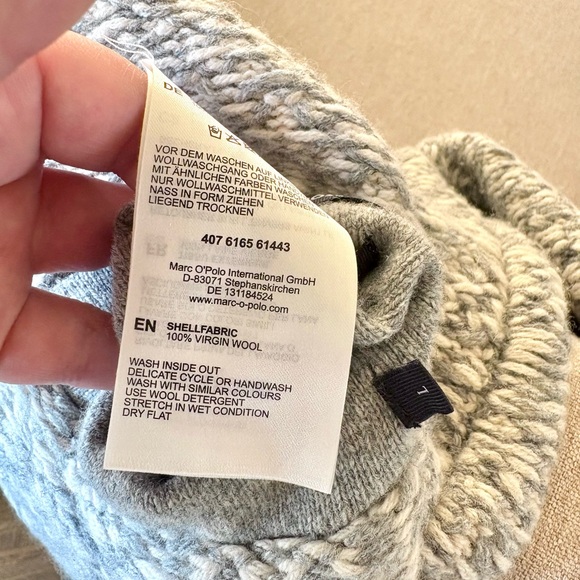 DE
VOR DEM WASCHEN AUF
WOLLWASCHGANG ODER
MIT ÄHNLICHEN FARBEN WASCHEN
NUR WOLLWASCHMITTEL VERWENDE
NASS IN FORM ZIEHEN
LIEGEND TROCKNEN
407 6165 61443
Marc O'Polo International GmbH
D-83071 Stephanskirchen
DE 131184524
www.marc-o-polo.com
EN SHELLFABRIC
100% VIRGIN WOOL
WASH INSIDE OUT
DELICATE CYCLE OR HANDWASH
WASH WITH SIMILAR COLOURS
USE WOOL DETERGENT
STRETCH IN WET CONDITION
DRY FLAT
L